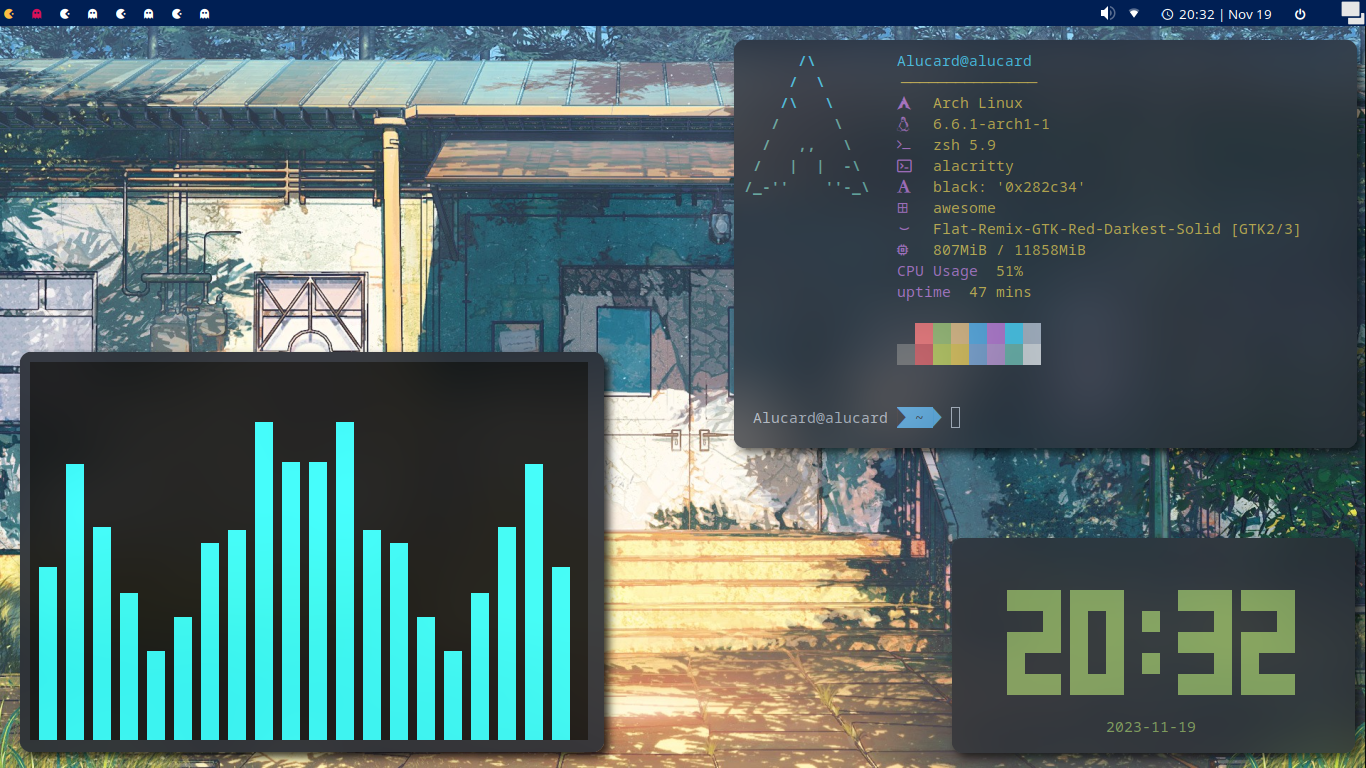 20:32 | Nov 19
Alucard@alucard
Arch Linux
6.6.1-arch1-1
zsh 5.9
alacritty
black: '0x282c34'
awesome
Flat-Remix-GTK-Red-Darkest-Solid [GTK2/3]
807MiB / 11858MiB
CPU Usage 51%
uptime 47 mins
Alucard@alucard ~
20:32
2023-11-19